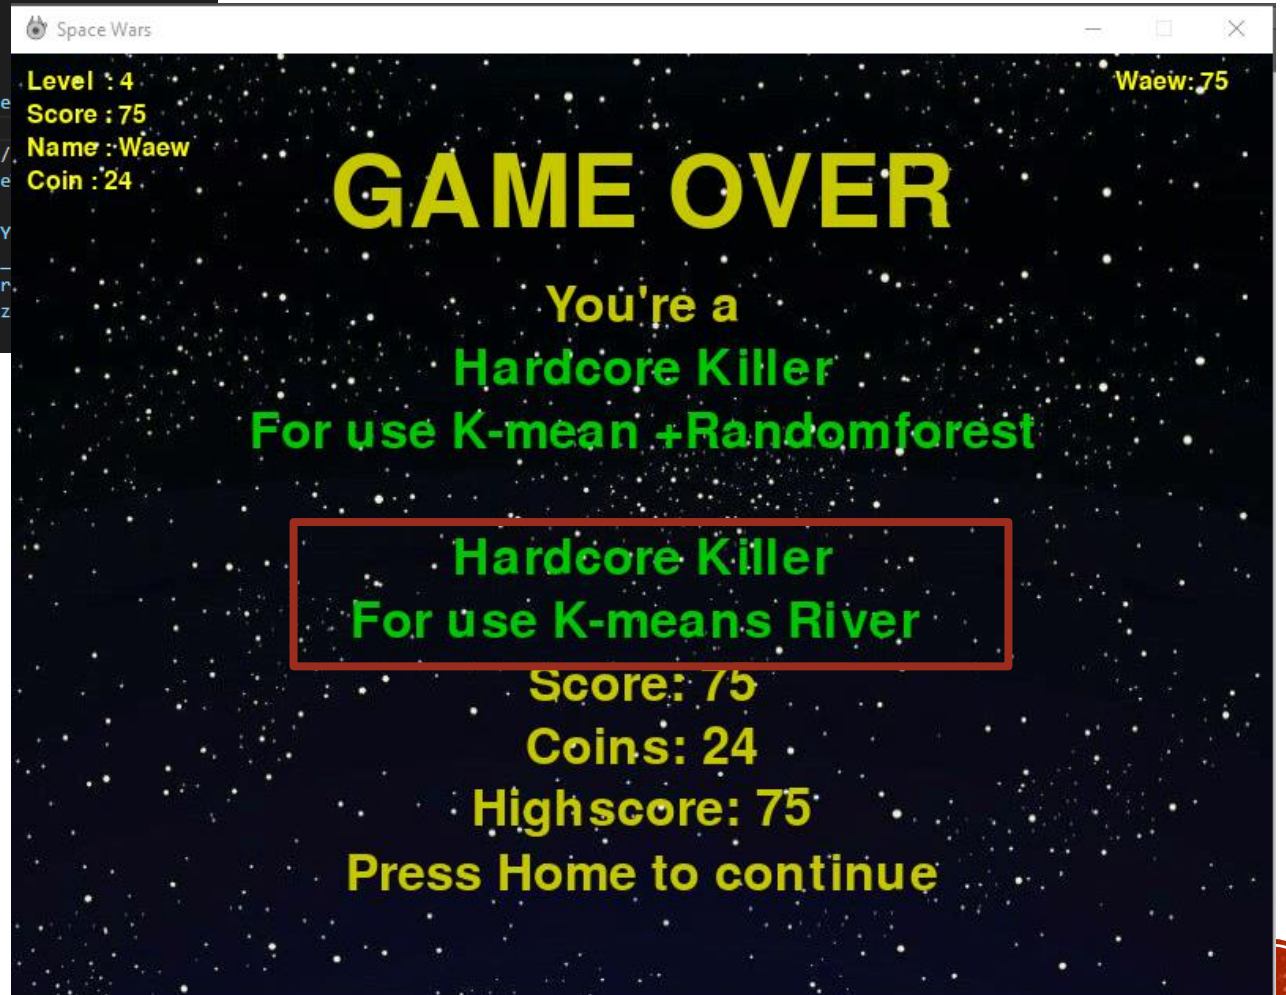 Space Wars
Level : 4
Score : 75
Name : Waew
Coin : 24
Waew: 75
GAME OVER
You're a
Hardcore Killer
For use K-mean +Randomforest
Hardcore Killer
For use K-means River
Score: 75
Coins: 24
Highscore: 75
Press Home to continue